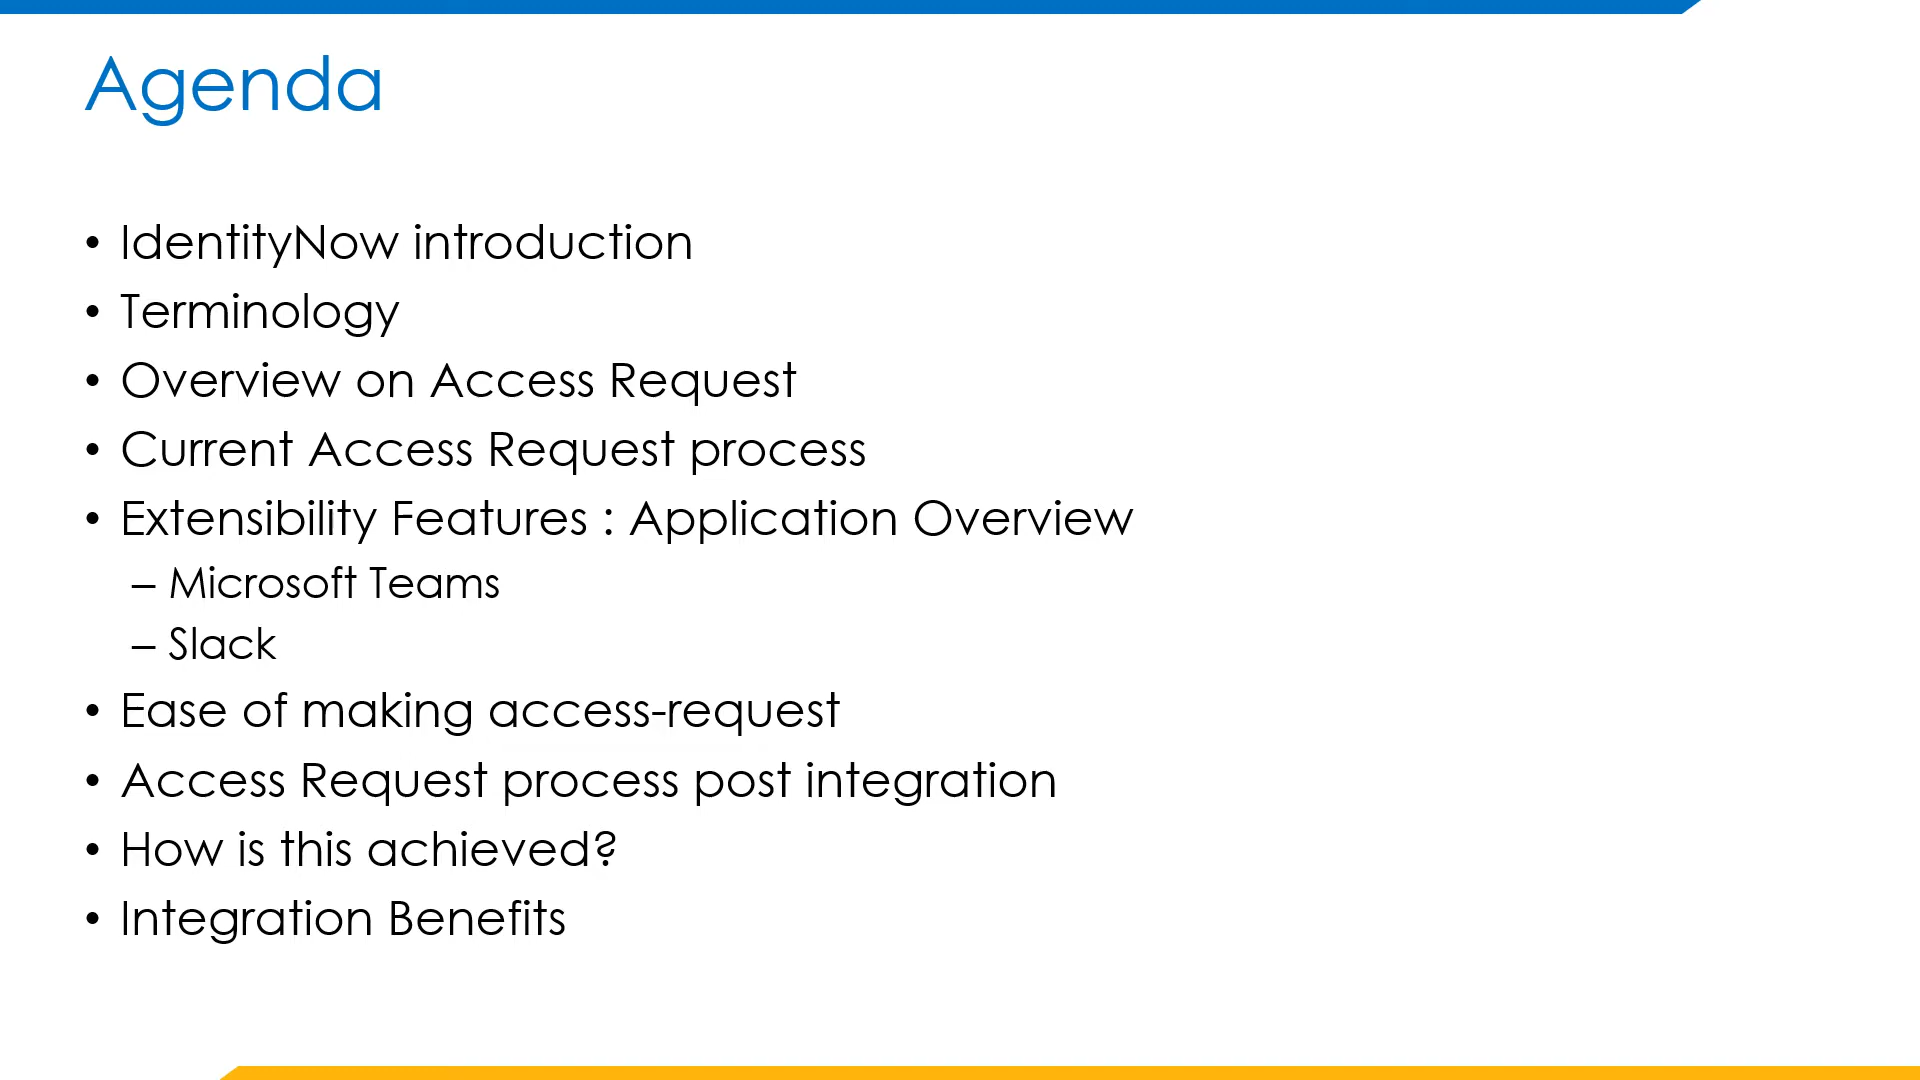 Agenda
• IdentityNow introduction
• Terminology
• Overview on Access Request
• Current Access Request process
• Extensibility Features : Application Overview
– Microsoft Teams
– Slack
• Ease of making access-request
• Access Request process post integration
• How is this achieved?
• Integration Benefits